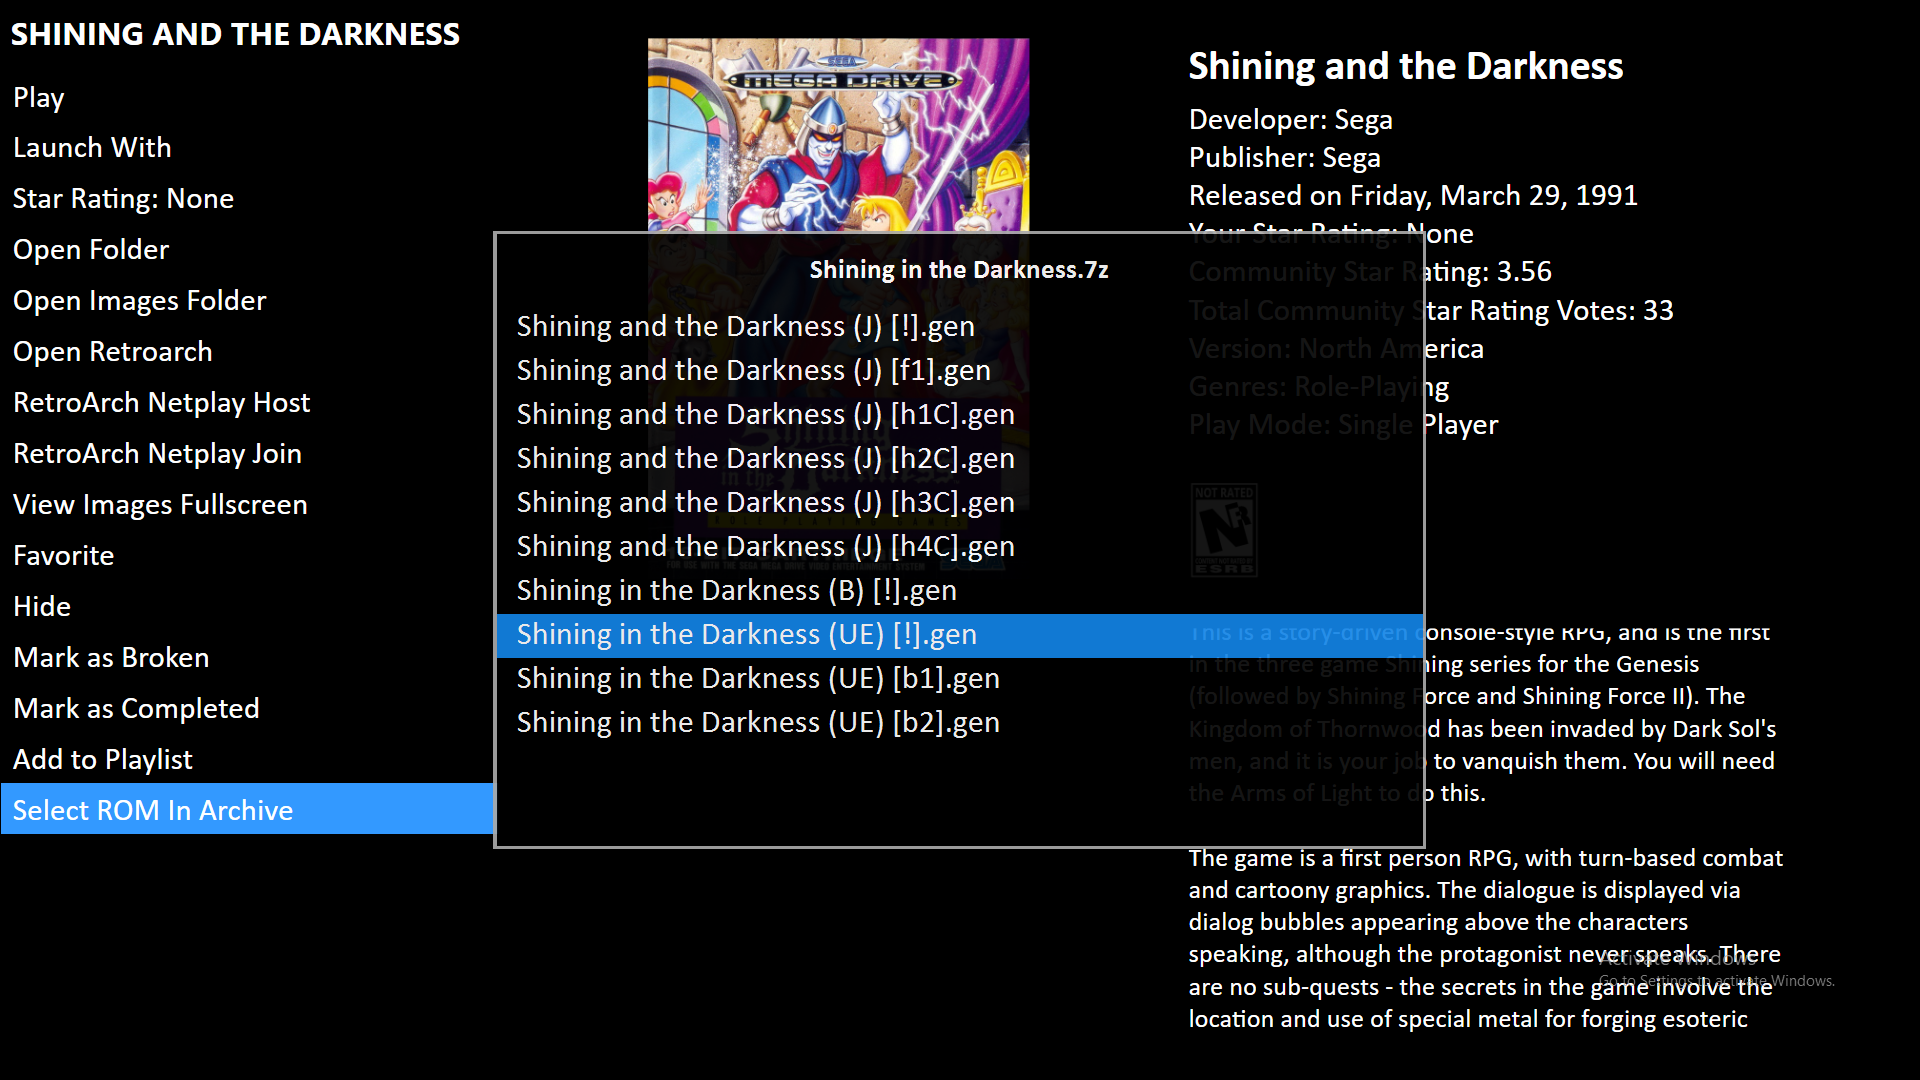 SHINING AND THE DARKNESS
Play
Launch With
Star Rating: None
Open Folder
Open Images Folder
Open Retroarch
RetroArch Netplay Host
RetroArch Netplay Join
View Images Fullscreen
Favorite
Hide
Mark as Broken
Mark as Completed
Add to Playlist
Select ROM In Archive
SEGA
MEGA DRIVE
Shining in the Darkness.7z
Shining and the Darkness (J) [!].gen
Shining and the Darkness (J) [f1].gen
Shining and the Darkness (J) [h1C].gen
Shining and the Darkness (J) [h2C].gen
Shining and the Darkness (J) [h3C].gen
Shining and the Darkness (J) [h4C].gen
Shining in the Darkness (B) [!].gen
Shining in the Darkness (UE) [!].gen
Shining in the Darkness (UE) [b1].gen
Shining in the Darkness (UE) [b2].gen
Shining and the Darkness
Developer: Sega
Publisher: Sega
Released on Friday, March 29, 1991
Your Star Rating: None
Community Star Rating: 3.56
Total Community Star Rating Votes: 33
Version: North America
Genres: Role-Playing
Play Mode: Single Player
NOT RATED
ESRB
This is a story-driven console-style RPG, and is the first
in the three game Shining series for the Genesis
(followed by Shining Force and Shining Force II). The
Kingdom of Thornwood has been invaded by Dark Sol's
men, and it is your job to vanquish them. You will need
the Arms of Light to do this.
The game is a first person RPG, with turn-based combat
and cartoony graphics. The dialogue is displayed via
dialog bubbles appearing above the characters
speaking, although the protagonist never speaks. There
are no sub-quests - the secrets in the game involve the
location and use of special metal for forging esoteric
Activate Windows
Go to Settings to activate Windows.